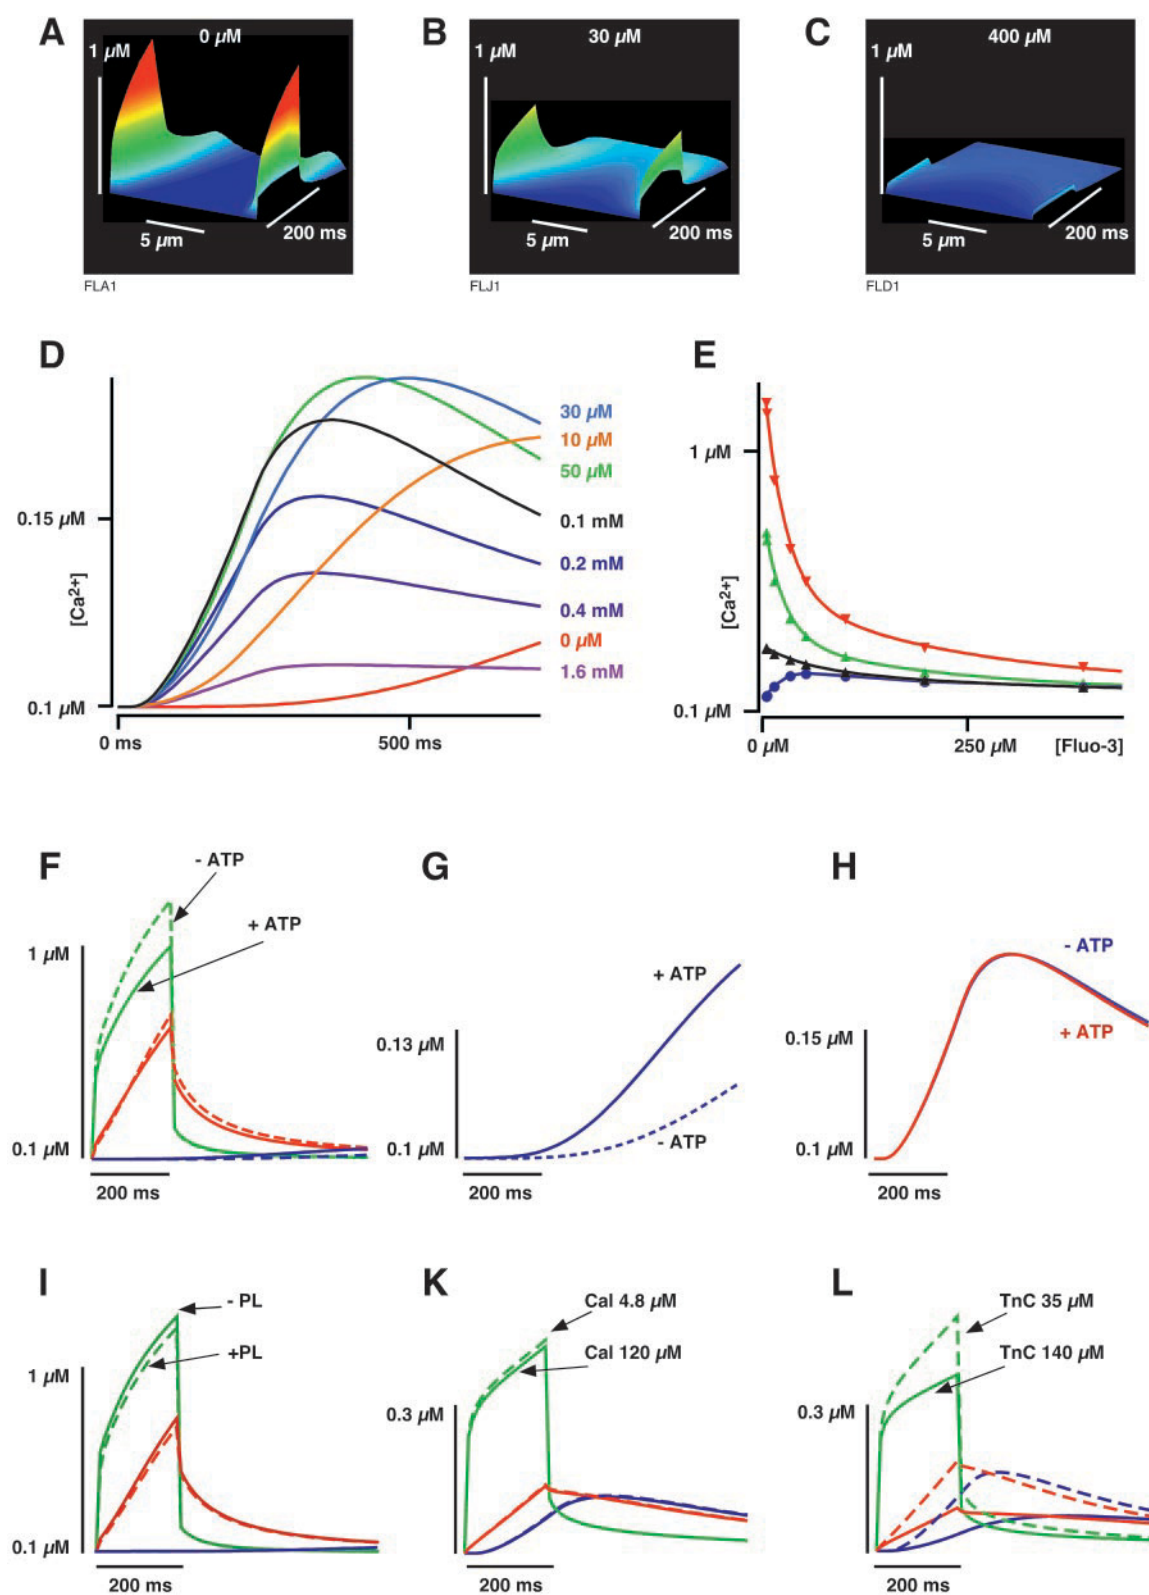 A
0 µM
1 µM
5 µm
200 ms
FLA1
B
30 µM
1 µM
5 µm
200 ms
FLJ1
C
400 µM
1 µM
5 µm
200 ms
FLD1
D
0.15 µM
[Ca2+]
0.1 µM
0 ms
500 ms
30 µM
10 µM
50 µM
0.1 mM
0.2 mM
0.4 mM
0 µM
1.6 mM
E
1 µM
[Ca2+]
0.1 µM
0 µM
250 µM
[Fluo-3]
F
- ATP
+ ATP
1 µM
0.1 µM
200 ms
G
+ ATP
0.13 µM
- ATP
0.1 µM
200 ms
H
- ATP
0.15 µM
+ ATP
0.1 µM
200 ms
I
- PL
+PL
1 µM
0.1 µM
200 ms
K
Cal 4.8 µM
Cal 120 µM
0.3 µM
0.1 µM
200 ms
L
TnC 35 µM
TnC 140 µM
0.3 µM
0.1 µM
200 ms